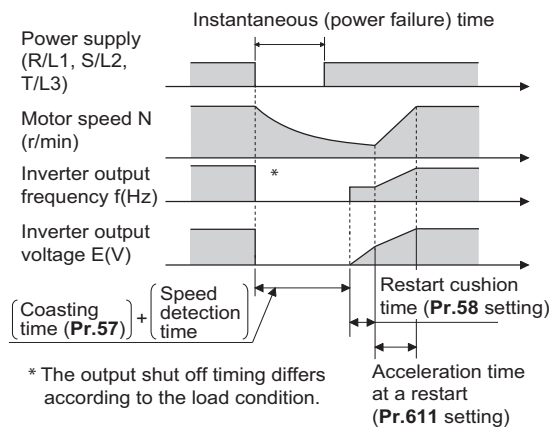 Instantaneous (power failure) time
Power supply
(R/L1, S/L2,
T/L3)
Motor speed N
(r/min)
Inverter output
frequency f(Hz)
*
Inverter output
voltage E(V)
Coasting
time (Pr.57)
+
Speed
detection
time
Restart cushion
time (Pr.58 setting)
* The output shut off timing differs
according to the load condition.
Acceleration time
at a restart
(Pr.611 setting)